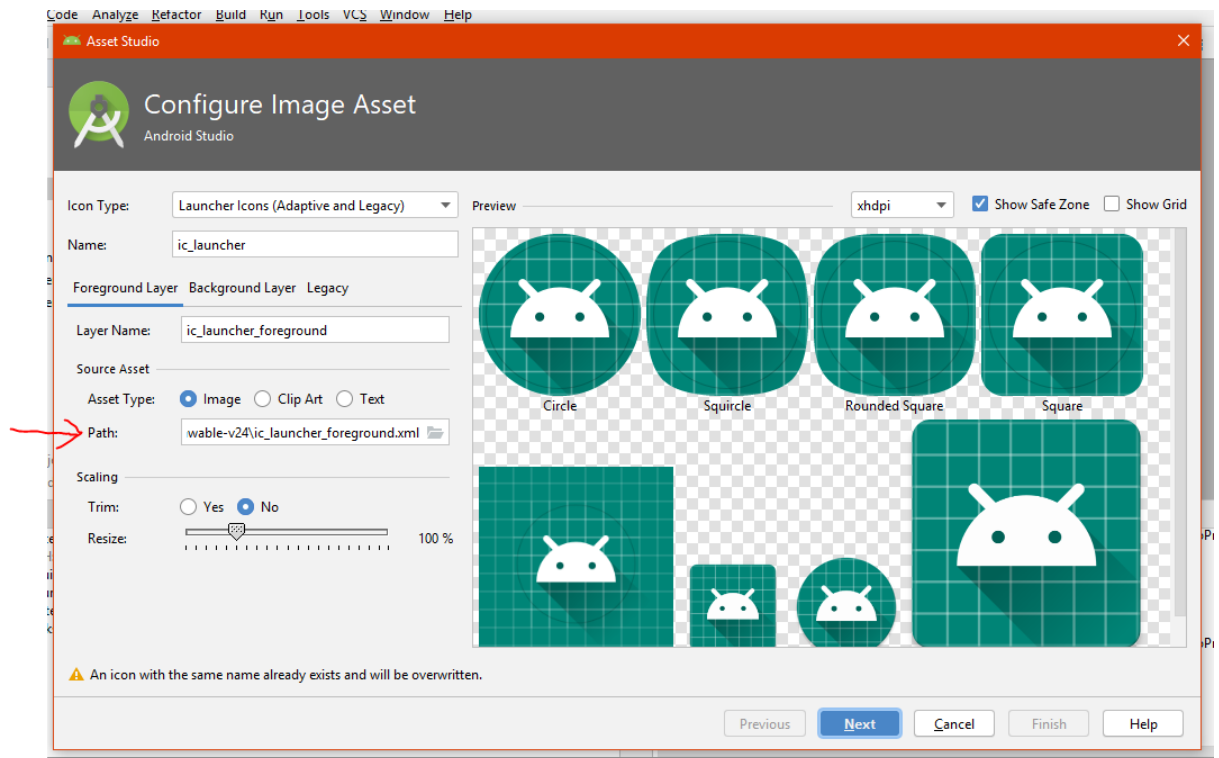 Code Analyze Refactor Build Run Tools VCS Window Help
Asset Studio
Configure Image Asset
Android Studio
Icon Type: Launcher Icons (Adaptive and Legacy)
Preview xhdpi Show Safe Zone Show Grid
Name: ic_launcher
Foreground Layer Background Layer Legacy
Layer Name: ic_launcher_foreground
Source Asset
Asset Type: Image Clip Art Text
Path: wable-v24\ic_launcher_foreground.xml
Scaling
Trim: Yes No
Resize: 100 %
Circle Squircle Rounded Square Square
An icon with the same name already exists and will be overwritten.
Previous Next Cancel Finish Help